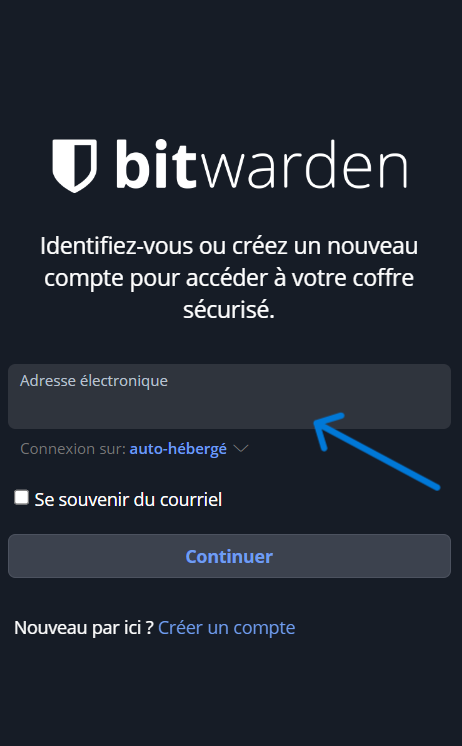 bitwarden
Identifiez-vous ou créez un nouveau
compte pour accéder à votre coffre
sécurisé.
Adresse électronique
Connexion sur: auto-hébergé
Se souvenir du courriel
Continuer
Nouveau par ici ? Créer un compte